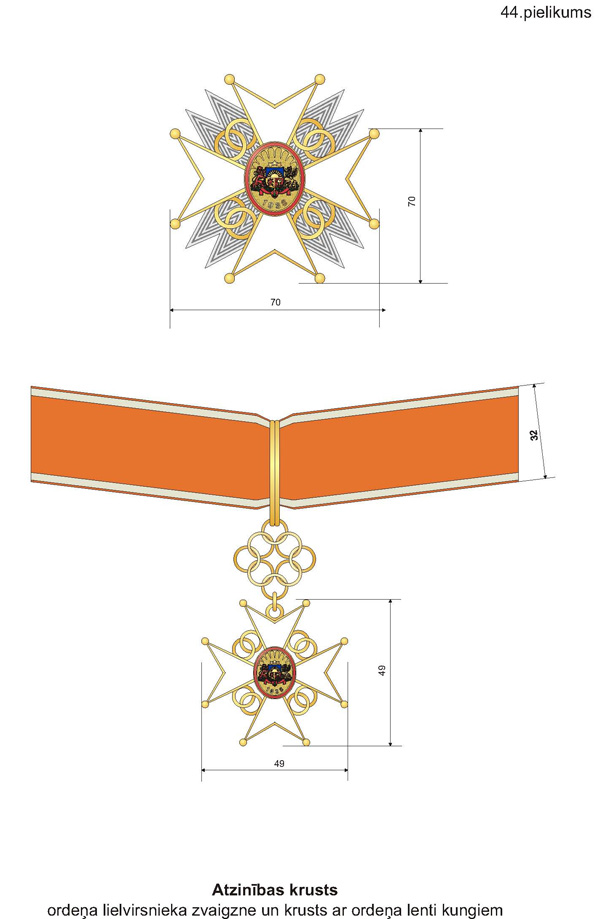 44.pielikums
70
70
32
49
49
Atzinības krusts
ordeņa lielvirsnieka zvaigzne un krusts ar ordeņa lenti kungiem